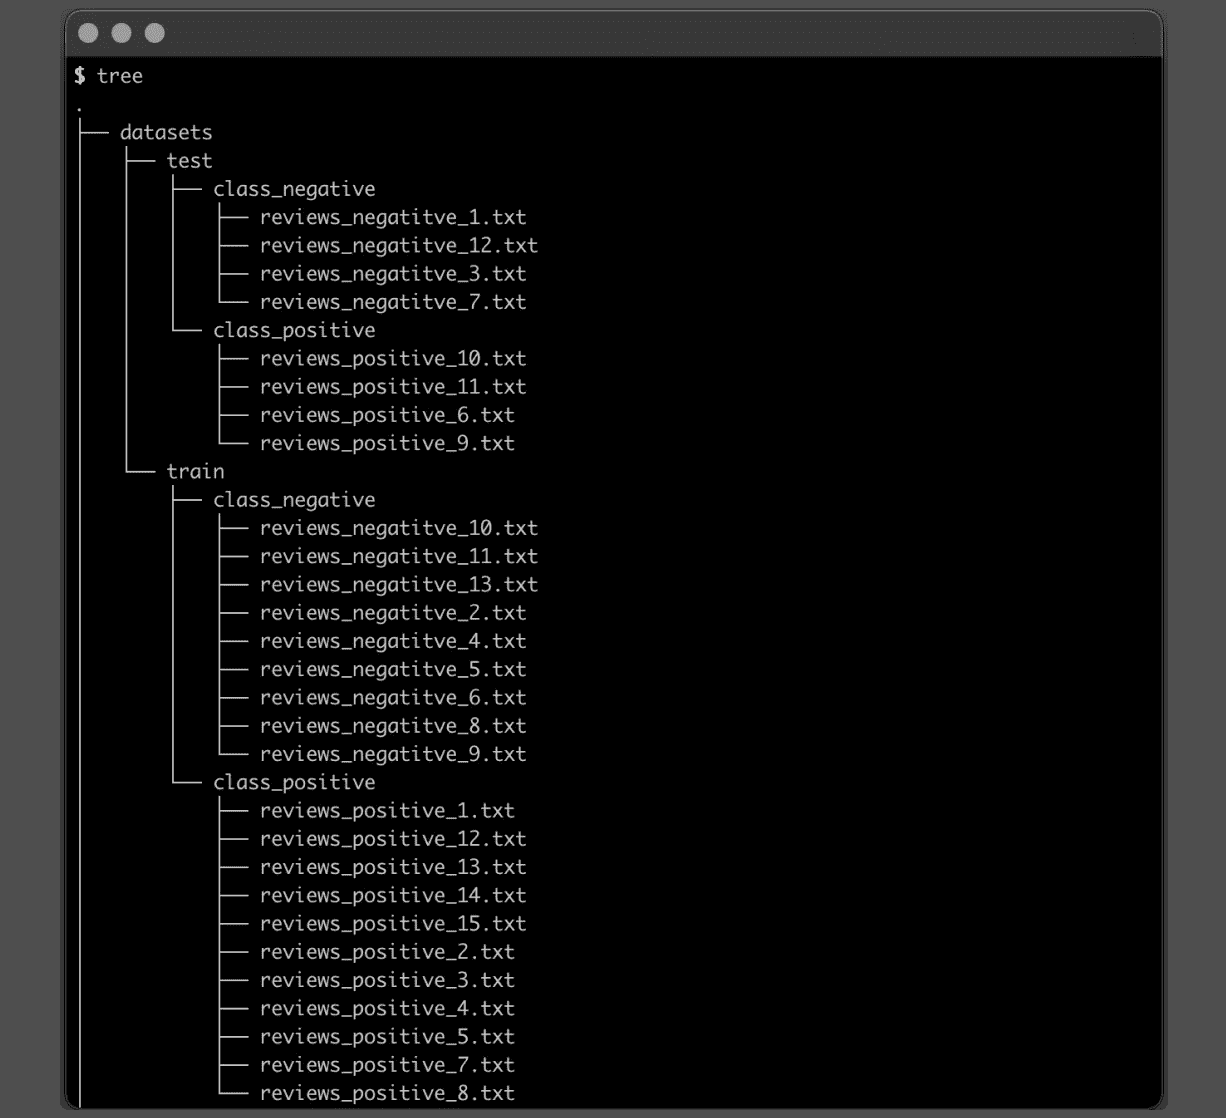 $ tree
.
├── datasets
│   ├── test
│   │   ├── class_negative
│   │   │   ├── reviews_negatitve_1.txt
│   │   │   ├── reviews_negatitve_12.txt
│   │   │   ├── reviews_negatitve_3.txt
│   │   │   └── reviews_negatitve_7.txt
│   │   └── class_positive
│   │       ├── reviews_positive_10.txt
│   │       ├── reviews_positive_11.txt
│   │       ├── reviews_positive_6.txt
│   │       └── reviews_positive_9.txt
│   └── train
│       ├── class_negative
│       │   ├── reviews_negatitve_10.txt
│       │   ├── reviews_negatitve_11.txt
│       │   ├── reviews_negatitve_13.txt
│       │   ├── reviews_negatitve_2.txt
│       │   ├── reviews_negatitve_4.txt
│       │   ├── reviews_negatitve_5.txt
│       │   ├── reviews_negatitve_6.txt
│       │   ├── reviews_negatitve_8.txt
│       │   └── reviews_negatitve_9.txt
│       └── class_positive
│           ├── reviews_positive_1.txt
│           ├── reviews_positive_12.txt
│           ├── reviews_positive_13.txt
│           ├── reviews_positive_14.txt
│           ├── reviews_positive_15.txt
│           ├── reviews_positive_2.txt
│           ├── reviews_positive_3.txt
│           ├── reviews_positive_4.txt
│           ├── reviews_positive_5.txt
│           ├── reviews_positive_7.txt
│           └── reviews_positive_8.txt